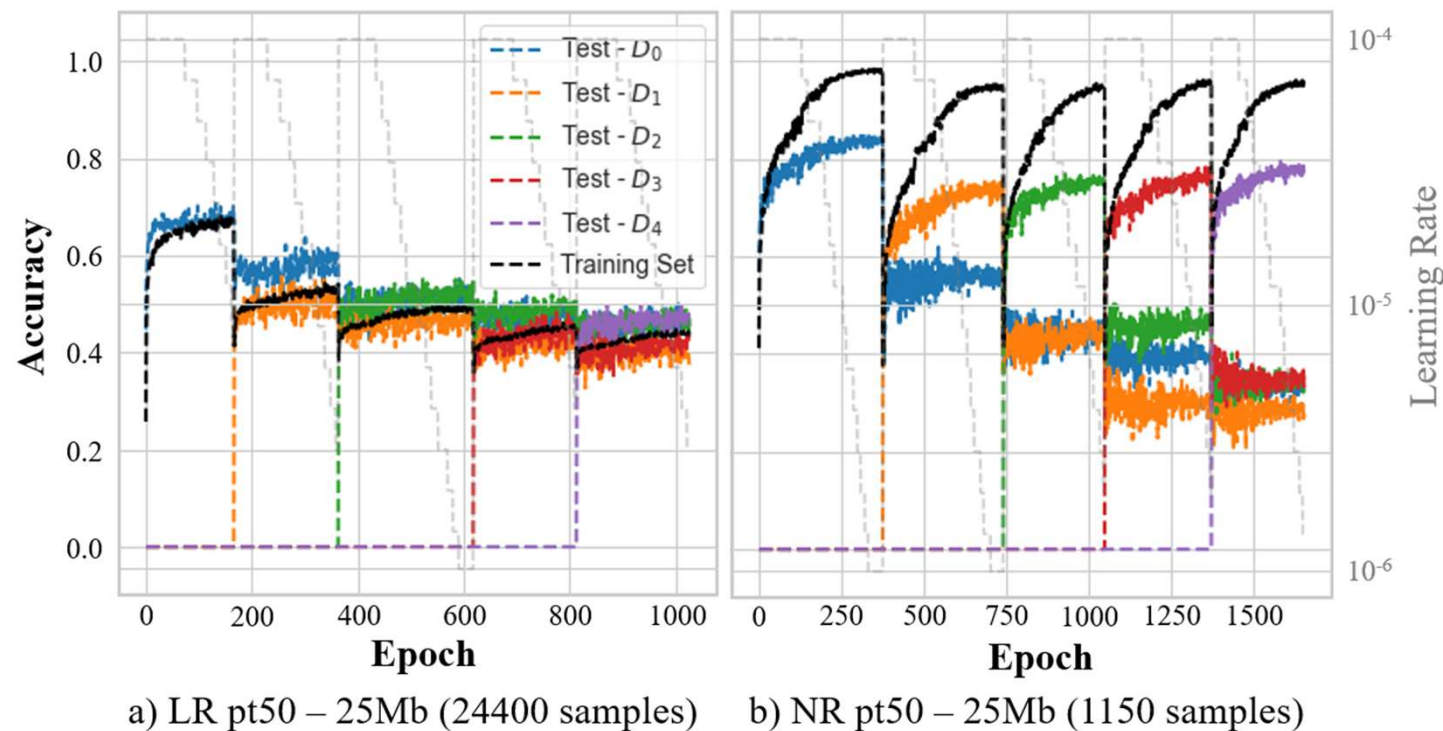 1.0
0.8
0.6
0.4
0.2
0.0
Accuracy
Test - D0
Test - D1
Test - D2
Test - D3
Test - D4
Training Set
0 200 400 600 800 1000
Epoch
0 250 500 750 1000 1250 1500
Epoch
10-4
10-5
10-6
Learning Rate
a) LR pt50 – 25Mb (24400 samples)
b) NR pt50 – 25Mb (1150 samples)